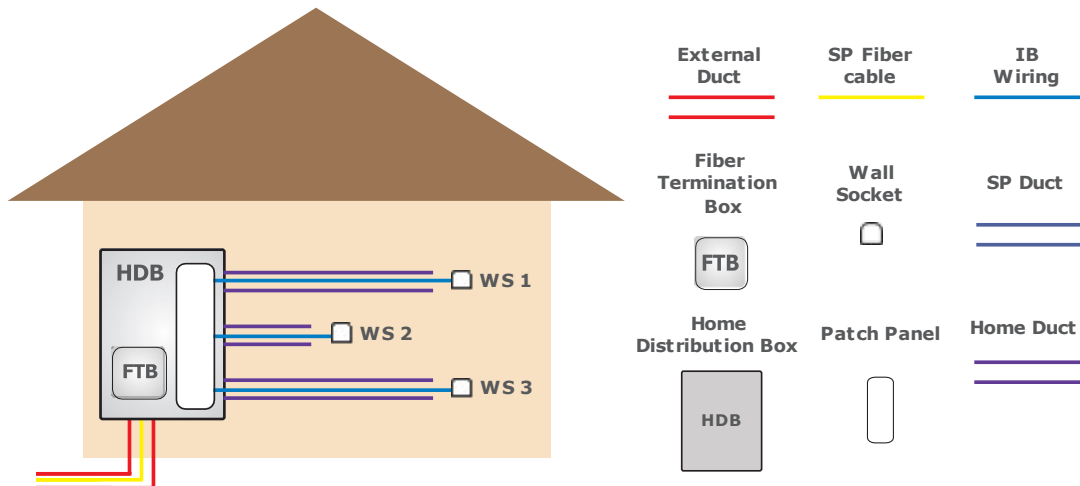 HDB
FTB
WS 1
WS 2
WS 3
External
Duct
SP Fiber
cable
IB
Wiring
Fiber
Termination
Box
FTB
Wall
Socket
SP Duct
Home
Distribution Box
HDB
Patch Panel
Home Duct